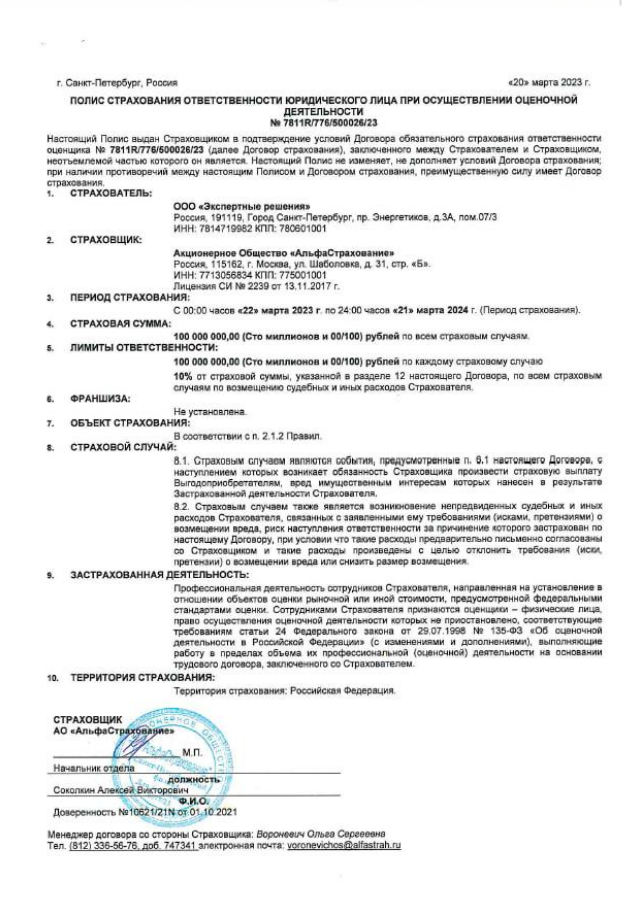 г. Санкт-Петербург, Россия «20» марта 2023 г.
ПОЛИС СТРАХОВАНИЯ ОТВЕТСТВЕННОСТИ ЮРИДИЧЕСКОГО ЛИЦА ПРИ ОСУЩЕСТВЛЕНИИ ОЦЕНОЧНОЙ
ДЕЯТЕЛЬНОСТИ
№ 7811R/776/500026/23
Настоящий Полис выдан Страховщиком в подтверждение условий Договора обязательного страхования ответственности
оценщика № 7811R/776/500026/23 (далее Договор страхования), заключенного между Страхователем и Страховщиком,
неотъемлемой частью которого он является. Настоящий Полис не изменяет, не дополняет условий Договора страхования;
при наличии противоречий между настоящим Полисом и Договором страхования, преимущественную силу имеет Договор
страхования.
1. СТРАХОВАТЕЛЬ:
ООО «Экспертные решения»
Россия, 191119, Город Санкт-Петербург, пр. Энергетиков, д.3А, пом.07/3
ИНН: 7814719982 КПП: 780601001
2. СТРАХОВЩИК:
Акционерное Общество «АльфаСтрахование»
Россия, 115162, г. Москва, ул. Шаболовка, д. 31, стр. «Б».
ИНН: 7713056834 КПП: 775001001
Лицензия СИ № 2239 от 13.11.2017 г.
3. ПЕРИОД СТРАХОВАНИЯ:
С 00:00 часов «22» марта 2023 г. по 24:00 часов «21» марта 2024 г. (Период страхования).
4. СТРАХОВАЯ СУММА:
100 000 000,00 (Сто миллионов и 00/100) рублей по всем страховым случаям.
5. ЛИМИТЫ ОТВЕТСТВЕННОСТИ:
100 000 000,00 (Сто миллионов и 00/100) рублей по каждому страховому случаю
10% от страховой суммы, указанной в разделе 12 настоящего Договора, по всем страховым
случаям по возмещению судебных и иных расходов Страхователя.
6. ФРАНШИЗА:
Не установлена.
7. ОБЪЕКТ СТРАХОВАНИЯ:
В соответствии с п. 2.1.2 Правил.
8. СТРАХОВОЙ СЛУЧАЙ:
8.1. Страховым случаем являются события, предусмотренные п. 6.1 настоящего Договора, с
наступлением которых возникает обязанность Страховщика произвести страховую выплату
Выгодоприобретателям, вред имущественным интересам которых нанесен в результате
Застрахованной деятельности Страхователя.
8.2. Страховым случаем также является возникновение непредвиденных судебных и иных
расходов Страхователя, связанных с заявленными ему требованиями (исками, претензиями) о
возмещении вреда, риск наступления ответственности за причинение которого застрахован по
настоящему Договору, при условии что такие расходы предварительно письменно согласованы
со Страховщиком и такие расходы произведены с целью отклонить требования (иски,
претензии) о возмещении вреда или снизить размер возмещения.
9. ЗАСТРАХОВАННАЯ ДЕЯТЕЛЬНОСТЬ:
Профессиональная деятельность сотрудников Страхователя, направленная на установление в
отношении объектов оценки рыночной или иной стоимости, предусмотренной федеральными
стандартами оценки. Сотрудниками Страхователя признаются оценщики – физические лица,
право осуществления оценочной деятельности которых не приостановлено, соответствующие
требованиям статьи 24 Федерального закона от 29.07.1998 № 135-ФЗ «Об оценочной
деятельности в Российской Федерации» (с изменениями и дополнениями), выполняющие
работу в пределах объема их профессиональной (оценочной) деятельности на основании
трудового договора, заключенного со Страхователем.
10. ТЕРРИТОРИЯ СТРАХОВАНИЯ:
Территория страхования: Российская Федерация.
СТРАХОВЩИК
АО «АльфаСтрахование»
М.П.
Начальник отдела
должность
Соколкин Алексей Викторович
Ф.И.О.
Доверенность №10621/21N от 01.10.2021
Менеджер договора со стороны Страховщика: Вороневич Ольга Сергеевна
Тел. (812) 336-56-76, доб. 747341 электронная почта: voronevichos@alfastrah.ru